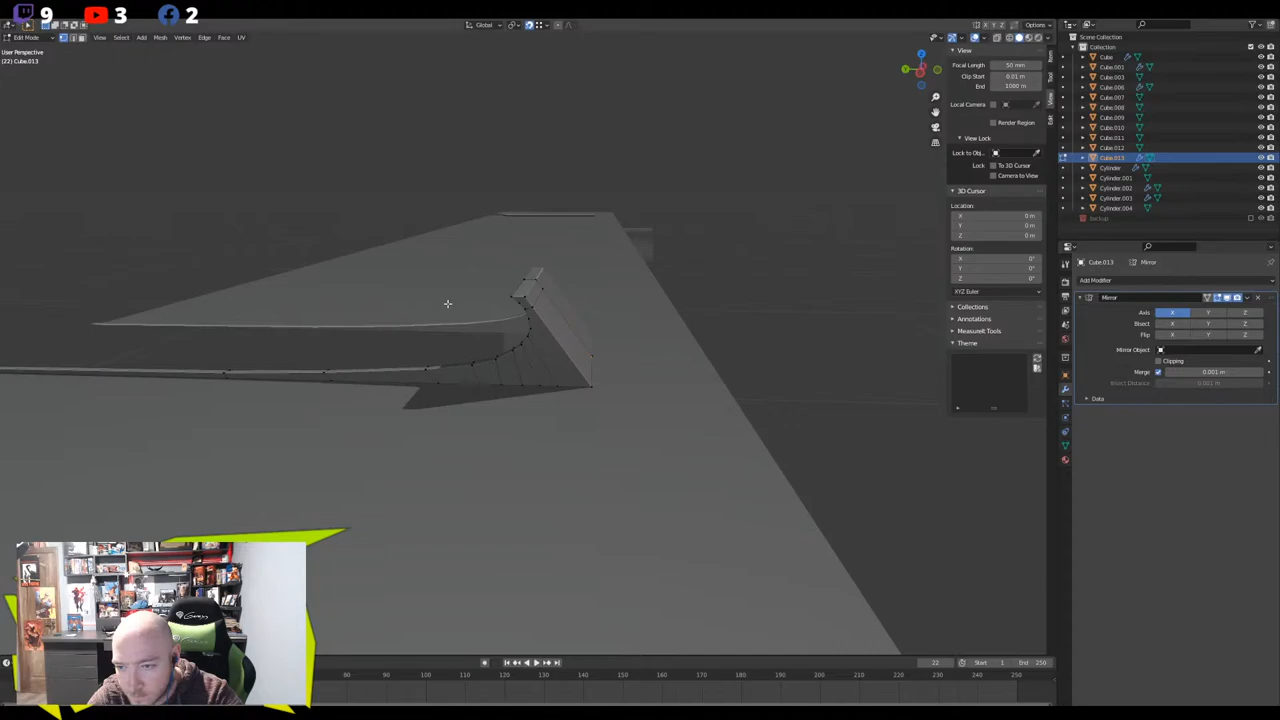 9 3 2
Global Options
Edit Mode View Select Add Mesh Vertex Edge Face UV
User Perspective
(22) Cube.013
View
Focal Length 50 mm
Clip Start 0.01 m
End 1000 m
Local Camera
Render Region
View Lock
Lock to Obj..
Lock To 3D Cursor
Camera to View
3D Cursor
Location:
X 0 m
Y 0 m
Z 0 m
Rotation:
X 0°
Y 0°
Z 0°
XYZ Euler
Collections
Annotations
MeasureIt Tools
Theme
Item
Tool
View
Edit
Scene Collection
Collection
Cube
Cube.001
Cube.003
Cube.006
Cube.007
Cube.008
Cube.009
Cube.010
Cube.011
Cube.012
Cube.013
Cylinder
Cylinder.001
Cylinder.002
Cylinder.003
Cylinder.004
backup
Cube.013 Mirror
Add Modifier
Mirror
Axis X Y Z
Bisect X Y Z
Flip X Y Z
Mirror Object
Clipping
Merge 0.001 m
Bisect Distance 0.001 m
Data
22 Start 1 End 250
80 90 100 110 120 130 140 150 160 170 180 190 200 210 220 230 240 250